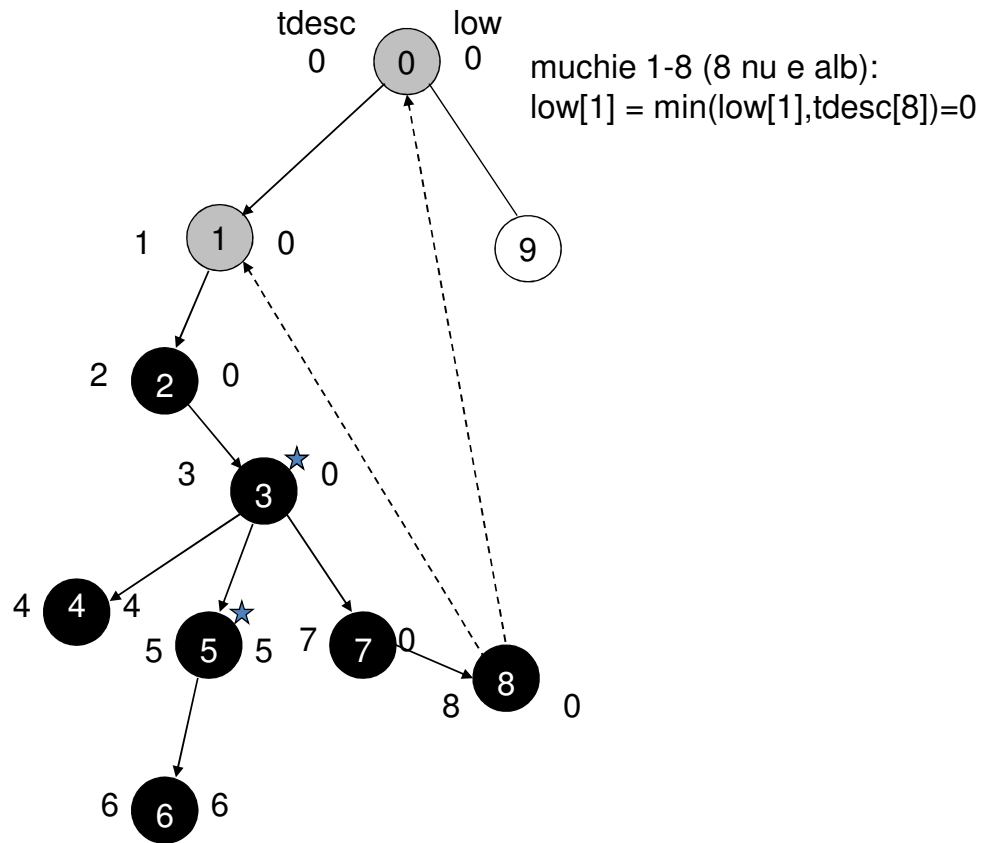 tdesc low
0 0 0
muchie 1-8 (8 nu e alb):
low[1] = min(low[1],tdesc[8])=0
1 1 0
9
2 2 0
3 3 0
4 4 4
5 5 5
7 7 0
8 8 0
6 6 6